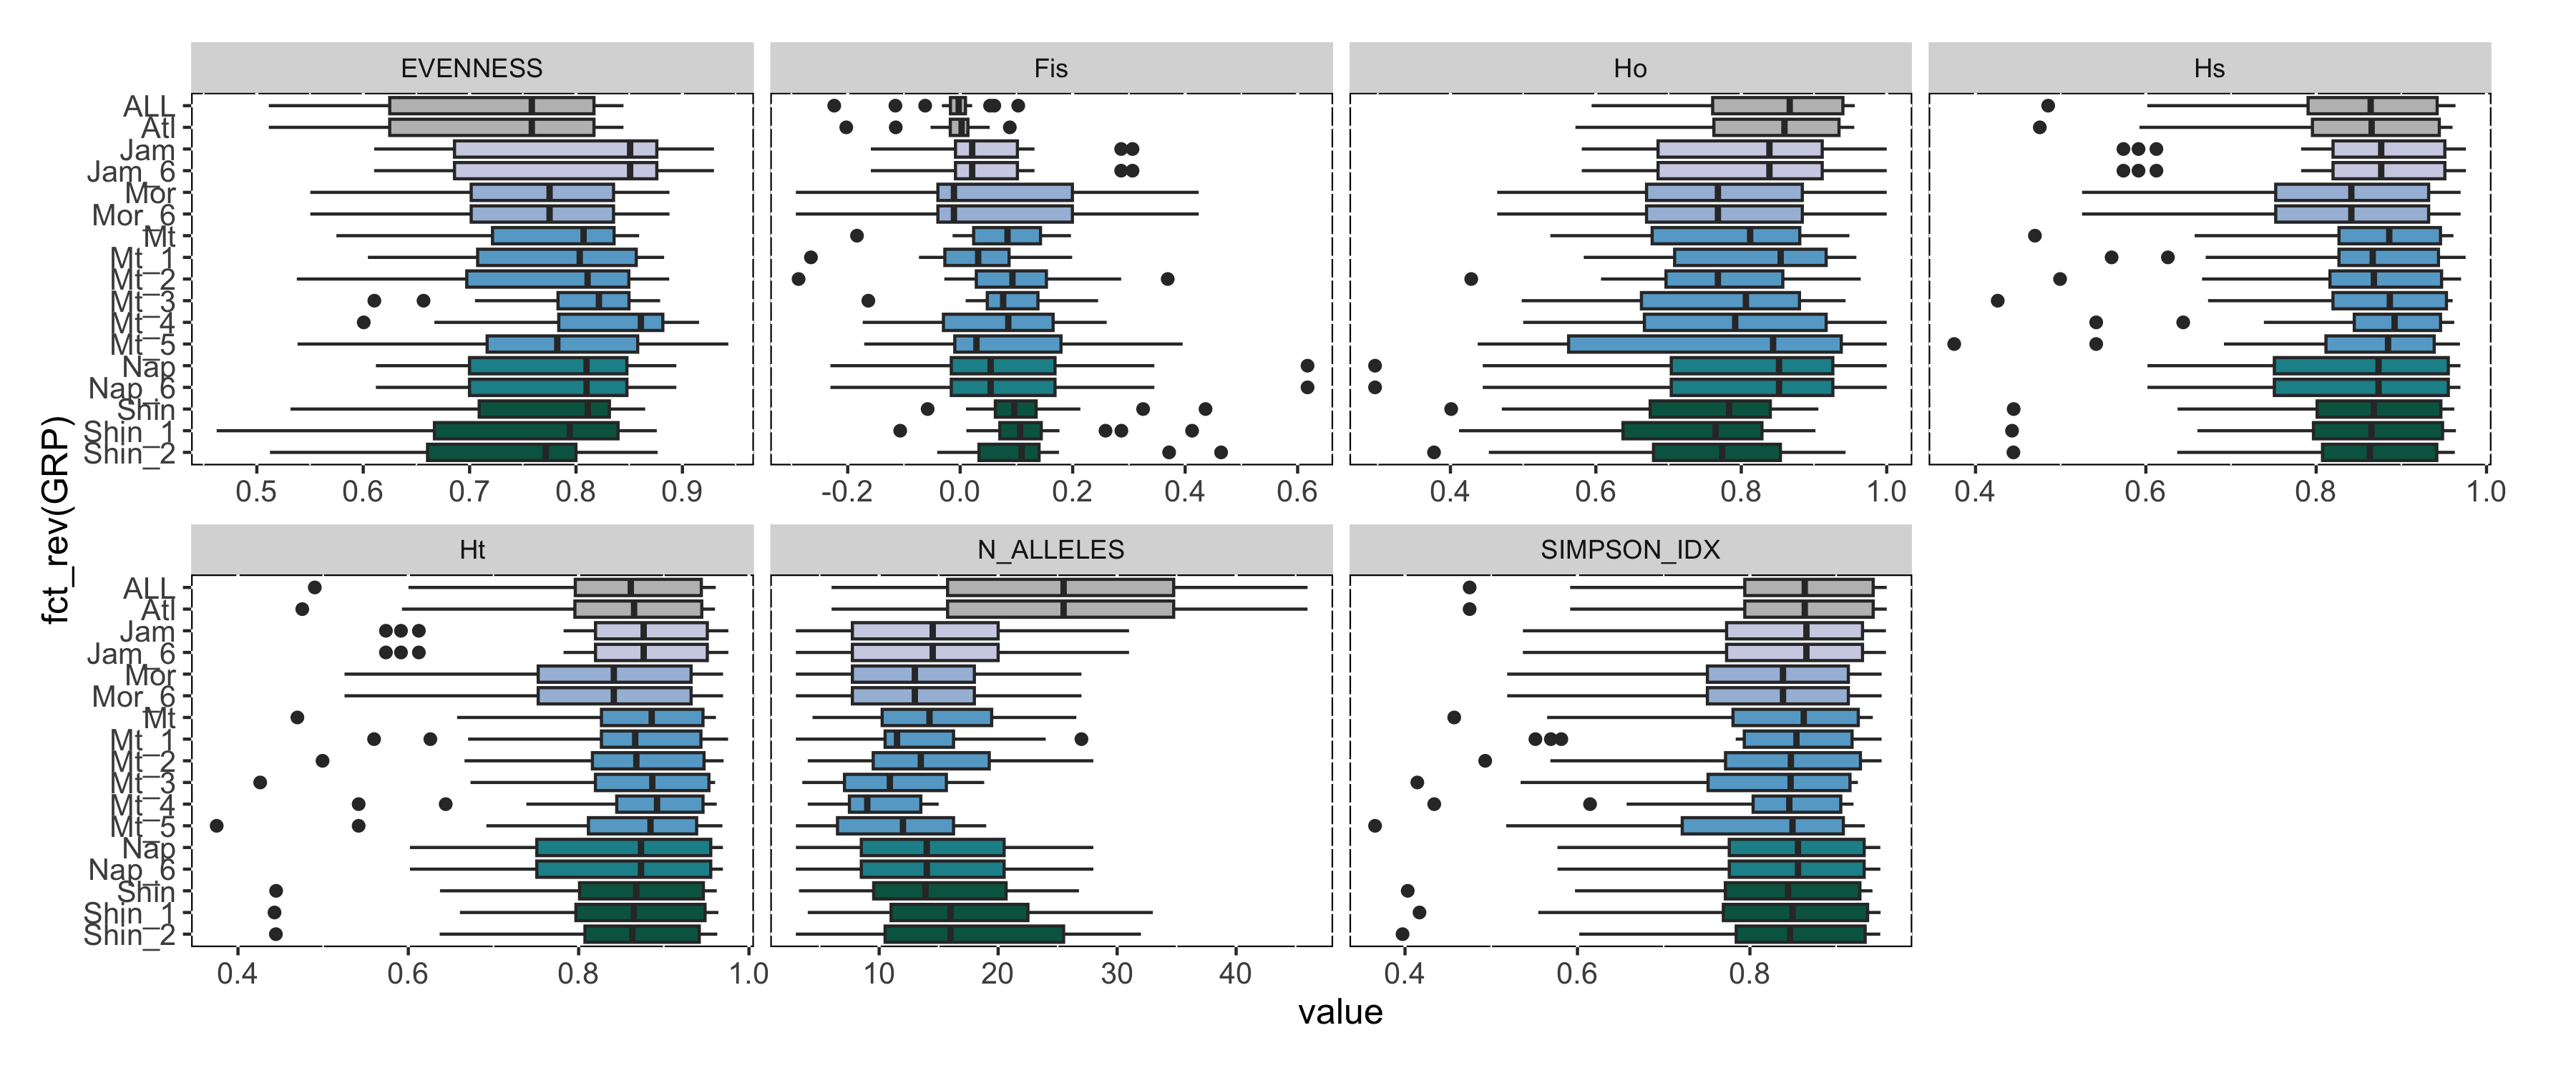 EVENNESS Fis Ho Hs
ALL
Atl
Jam
Jam_6
Mor
Mor_6
Mt
Mt_1
Mt_2
Mt_3
Mt_4
Mt_5
Nap
Nap_6
Shin
Shin_1
Shin_2
0.5 0.6 0.7 0.8 0.9 -0.2 0.0 0.2 0.4 0.6 0.4 0.6 0.8 1.0 0.4 0.6 0.8 1.0
fct_rev(GRP)
Ht N_ALLELES SIMPSON_IDX
ALL
Atl
Jam
Jam_6
Mor
Mor_6
Mt
Mt_1
Mt_2
Mt_3
Mt_4
Mt_5
Nap
Nap_6
Shin
Shin_1
Shin_2
0.4 0.6 0.8 1.0 10 20 30 40 0.4 0.6 0.8
value